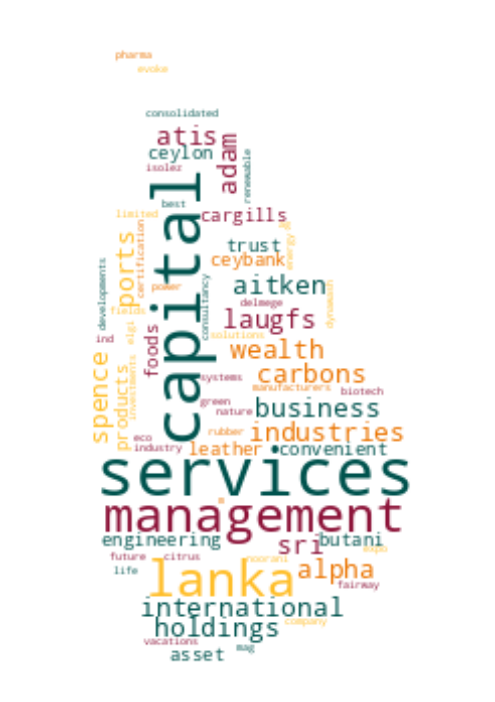 pharma
evoke
consolidated
atis
ceylon
adam
isolez
renewable
best
capital
limited
cargills
certification
ports
trust
energy
ceybank
developments
power
consultancy
aitken
dynawash
delmege
fields
laugfs
elgi
solutions
ind
foods
wealth
spence
products
investments
systems
carbons
manufacturers
biotech
green
nature
business
rubber
industries
eco
industry
leather
convenient
services
management
engineering
sri
butani
expo
future
citrus
noorani
life
lanka
alpha
fairway
international
holdings
company
vacations
mag
asset